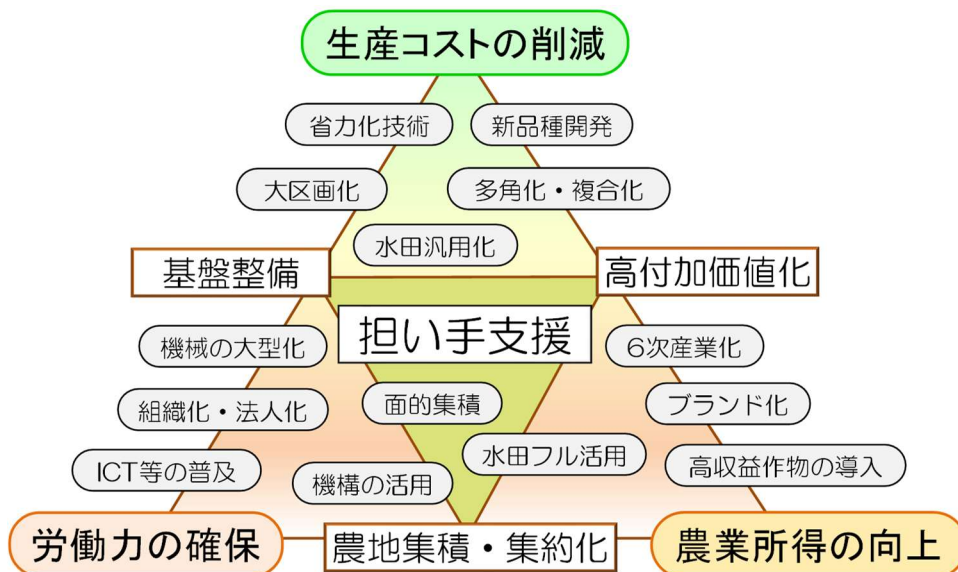 生産コストの削減
省力化技術
新品種開発
大区画化
多角化・複合化
水田汎用化
基盤整備
高付加価値化
担い手支援
機械の大型化
6次産業化
組織化・法人化
面的集積
ブランド化
ICT等の普及
機構の活用
水田フル活用
高収益作物の導入
労働力の確保
農地集積・集約化
農業所得の向上